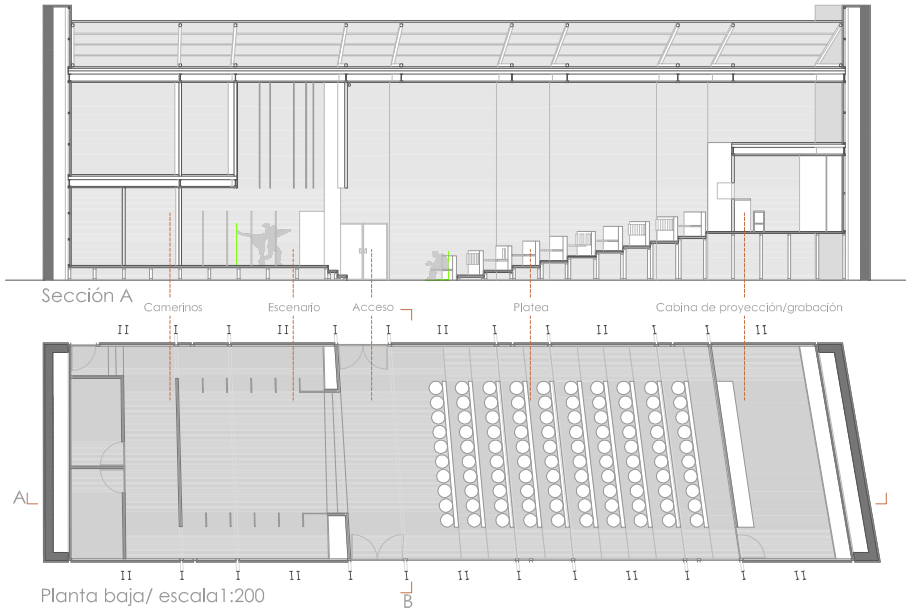 Sección A
Camerinos Escenario Acceso Platea Cabina de proyección/grabación
A
Planta baja/ escala1:200
B